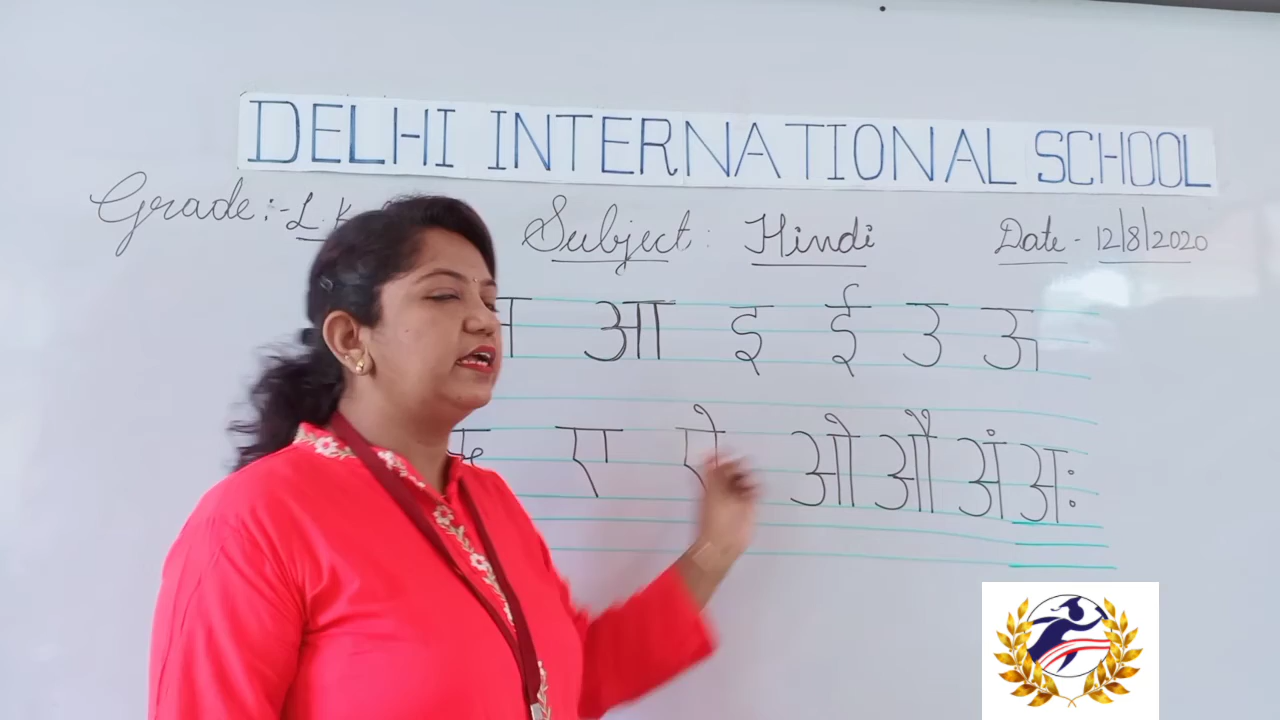 DELHI INTERNATIONAL SCHOOL
Grade:- L.K Subject: Hindi Date - 12/8/2020
आ इ ई उ ऊ
ए ऐ ओ औ अं अः